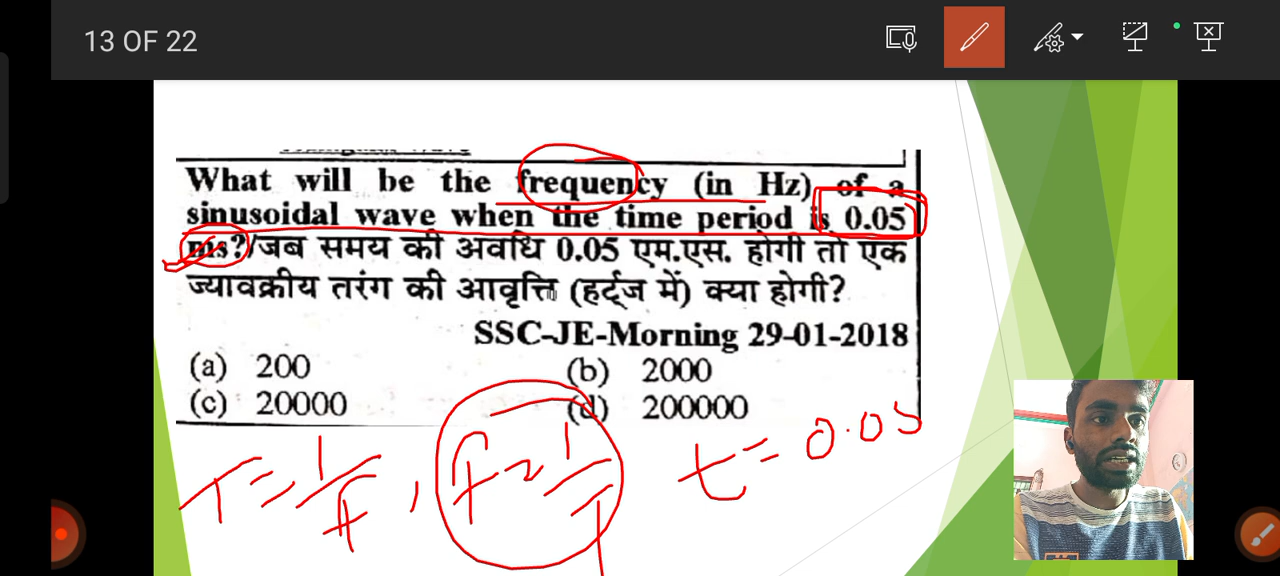 13 OF 22
What will be the frequency (in Hz) of a
sinusoidal wave when the time period is 0.05
ms?/जब समय की अवधि 0.05 एम.एस. होगी तो एक
ज्यावक्रीय तरंग की आवृत्ति (हर्ट्ज में) क्या होगी?
SSC-JE-Morning 29-01-2018
(a) 200 (b) 2000
(c) 20000 (d) 200000
T = 1/F , F = 1/T t = 0.05